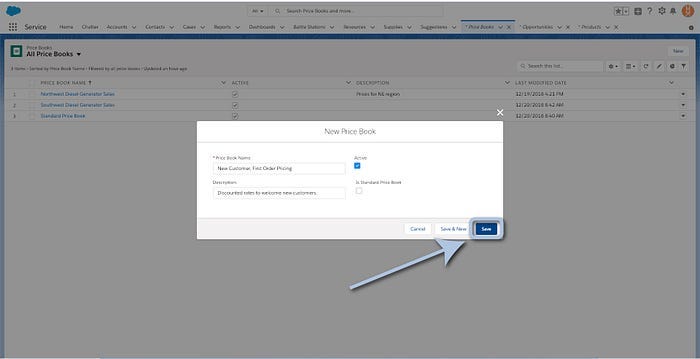 All
Search Price Books and more...
Service
Home
Chatter
Accounts
Contacts
Cases
Reports
Dashboards
Battle Stations
Resources
Supplies
Suggestions
* Price Books
* Opportunities
* Products
Price Books
All Price Books
New
3 items • Sorted by Price Book Name • Filtered by all price books • Updated an hour ago
Search this list...
PRICE BOOK NAME
ACTIVE
DESCRIPTION
LAST MODIFIED DATE
1 Northwest Diesel Generator Sales Prices for NE region 12/19/2018 4:21 PM
2 Southwest Diesel Generator Sales 12/20/2018 6:42 AM
3 Standard Price Book 12/20/2018 6:40 AM
New Price Book
* Price Book Name
Active
New Customer, First Order Pricing
Description
Is Standard Price Book
Discounted rates to welcome new customers.
Cancel
Save & New
Save